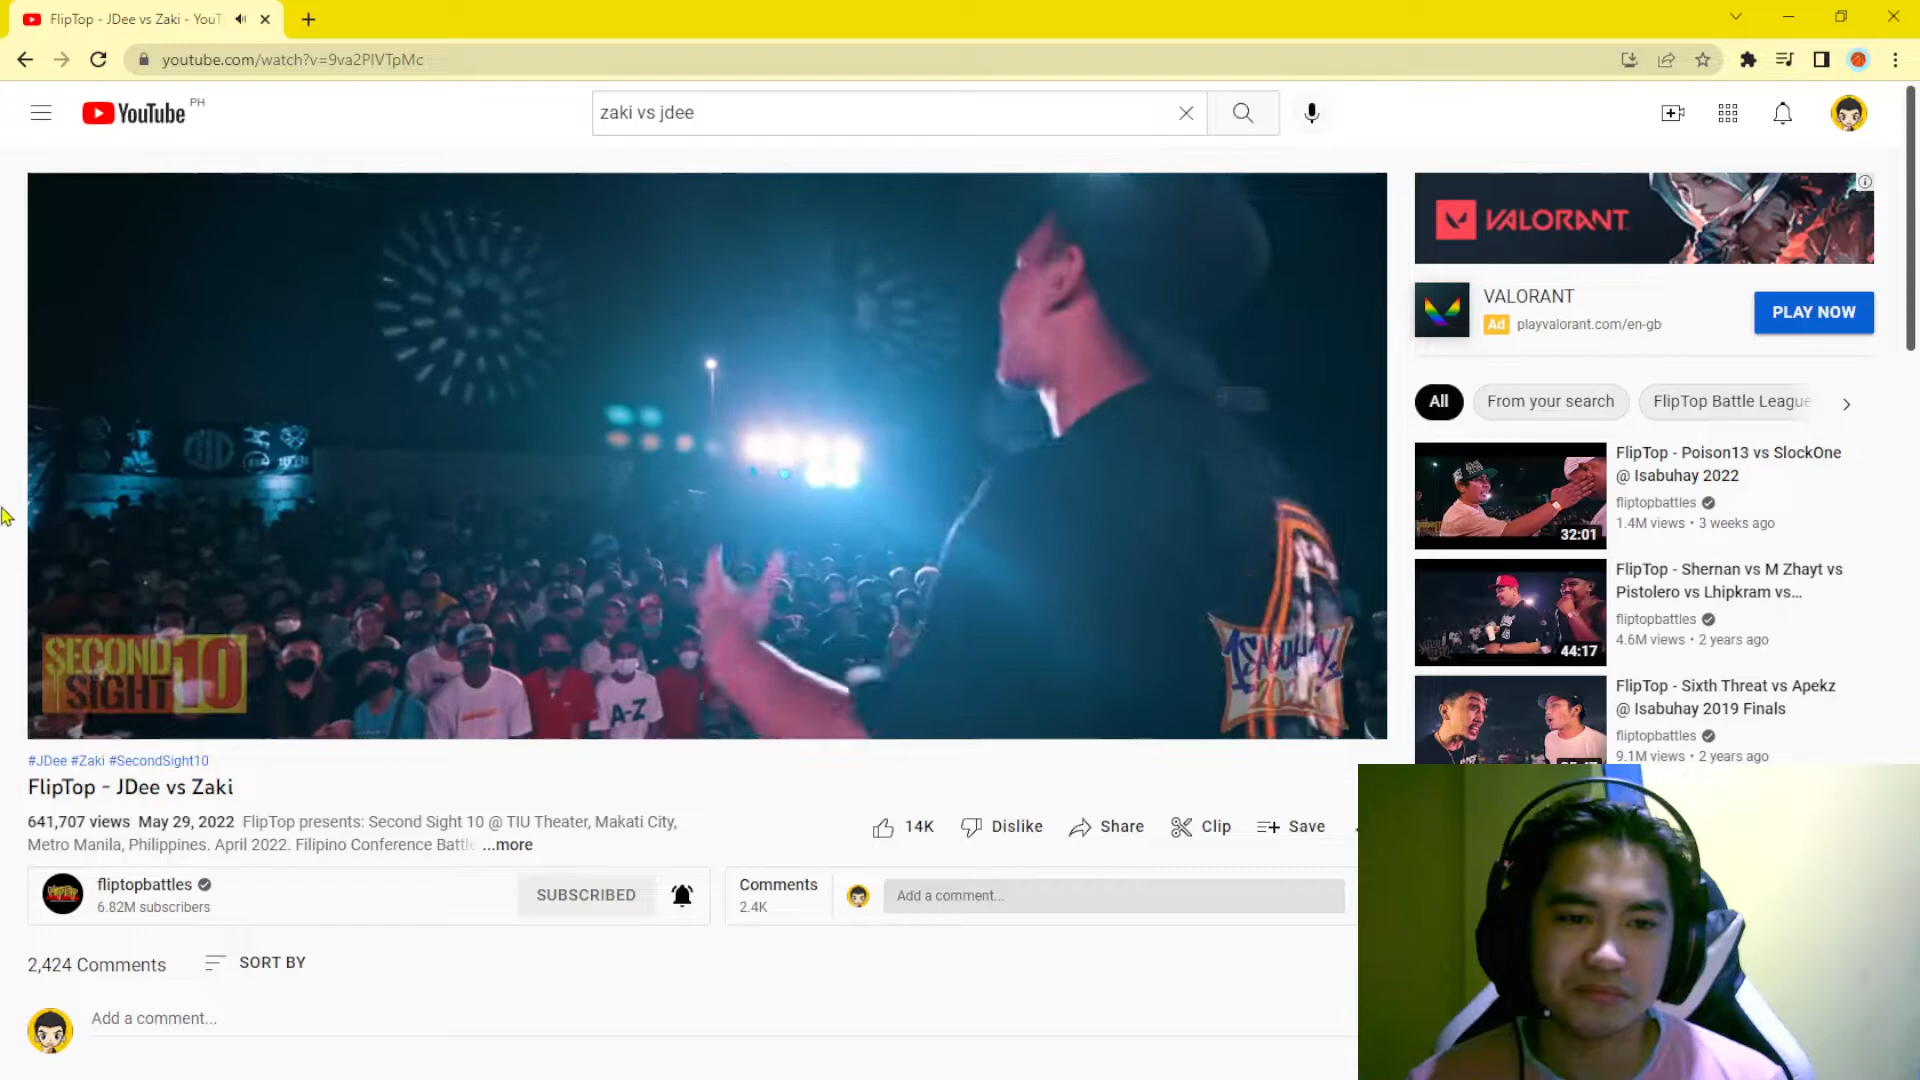 FlipTop - JDee vs Zaki - YouT
youtube.com/watch?v=9va2PIVTpMc
YouTube PH
zaki vs jdee
SECOND SIGHT 10
A-Z
ISABUHAY
2022
#JDee #Zaki #SecondSight10
FlipTop - JDee vs Zaki
641,707 views May 29, 2022 FlipTop presents: Second Sight 10 @ TIU Theater, Makati City,
Metro Manila, Philippines. April 2022. Filipino Conference Battle ...more
14K Dislike Share Clip Save
fliptopbattles
6.82M subscribers
SUBSCRIBED
Comments
2.4K
Add a comment...
2,424 Comments SORT BY
Add a comment...
VALORANT
VALORANT
Ad playvalorant.com/en-gb
PLAY NOW
All From your search FlipTop Battle League
FlipTop - Poison13 vs SlockOne
@ Isabuhay 2022
fliptopbattles
1.4M views • 3 weeks ago
32:01
FlipTop - Shernan vs M Zhayt vs
Pistolero vs Lhipkram vs...
fliptopbattles
4.6M views • 2 years ago
44:17
FlipTop - Sixth Threat vs Apekz
@ Isabuhay 2019 Finals
fliptopbattles
9.1M views • 2 years ago